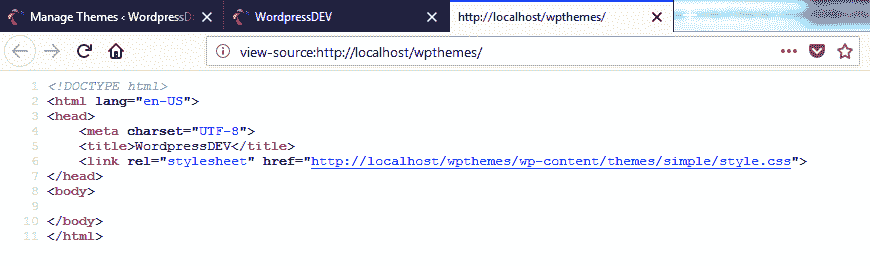 Manage Themes ‹ WordpressD
WordpressDEV
http://localhost/wpthemes/
view-source:http://localhost/wpthemes/
1 <!DOCTYPE html>
2 <html lang="en-US">
3 <head>
4 <meta charset="UTF-8">
5 <title>WordpressDEV</title>
6 <link rel="stylesheet" href="http://localhost/wpthemes/wp-content/themes/simple/style.css">
7 </head>
8 <body>
9
10 </body>
11 </html>